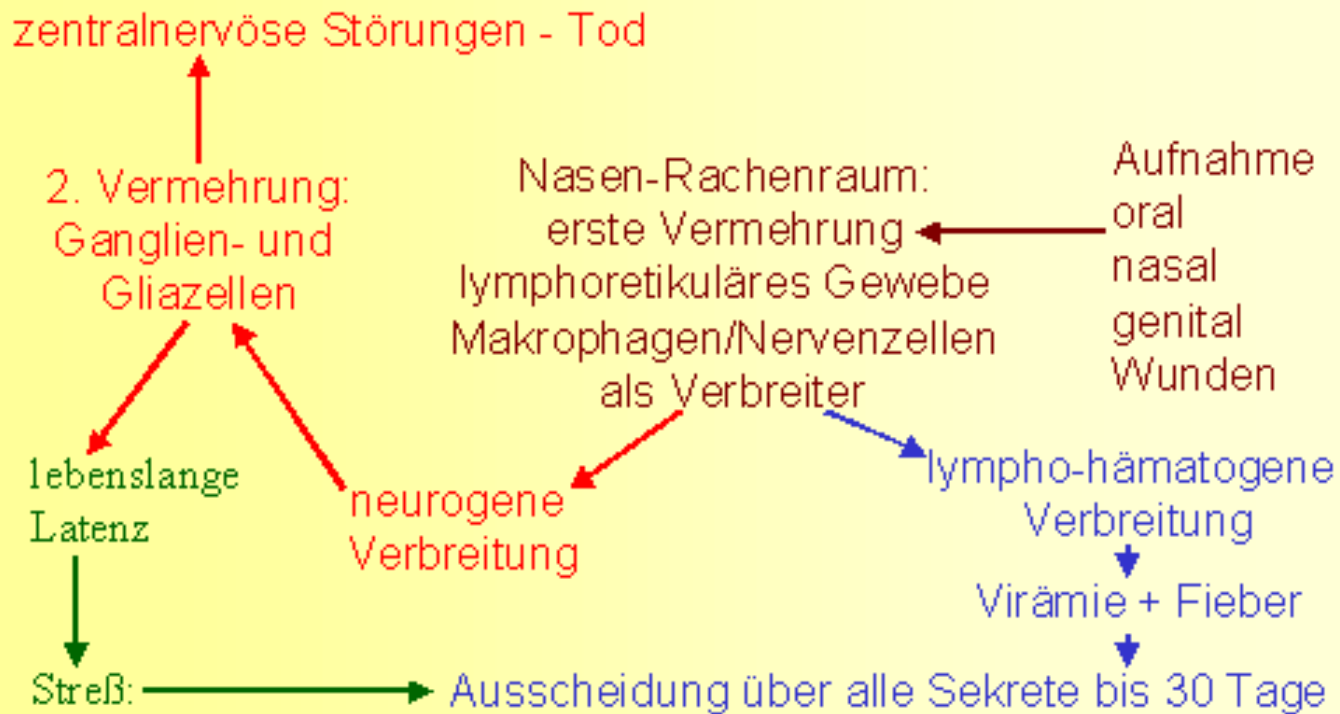 zentralnervöse Störungen - Tod
2. Vermehrung:
Ganglien- und
Gliazellen
Nasen-Rachenraum:
erste Vermehrung
lymphoretikuläres Gewebe
Makrophagen/Nervenzellen
als Verbreiter
Aufnahme
oral
nasal
genital
Wunden
lebenslange
Latenz
neurogene
Verbreitung
lympho-hämatogene
Verbreitung
Virämie + Fieber
Streß:
Ausscheidung über alle Sekrete bis 30 Tage